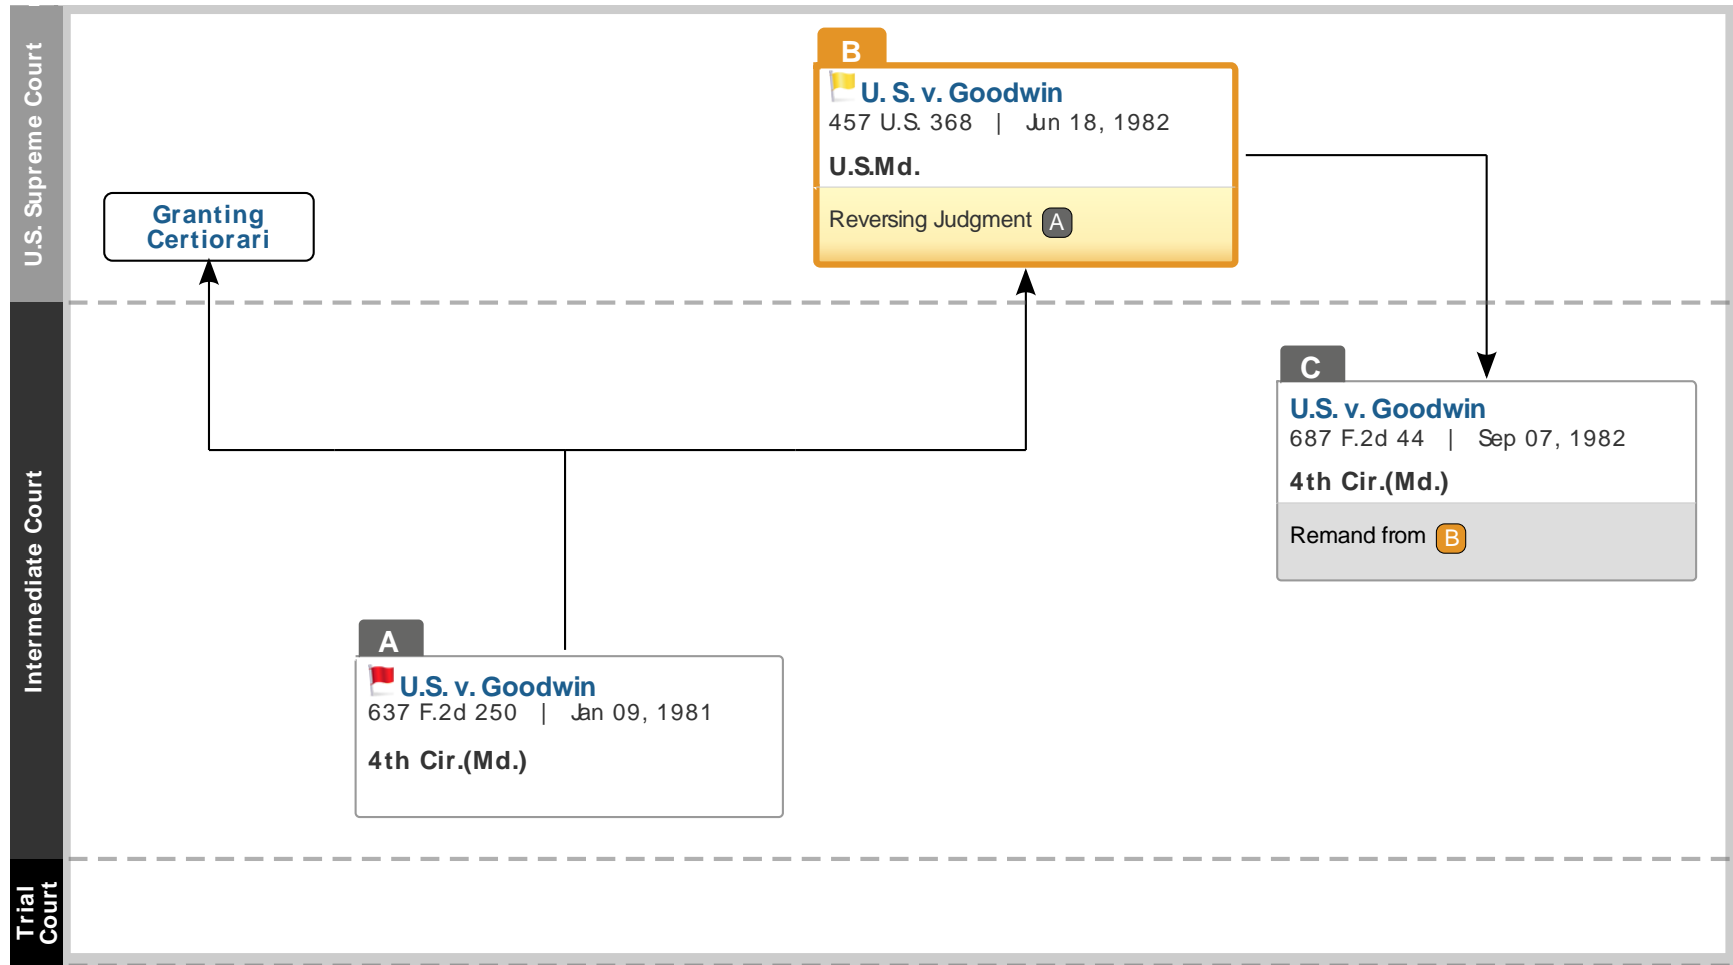 U.S. Supreme Court
Granting
Certiorari
B
U. S. v. Goodwin
457 U.S. 368 | Jun 18, 1982
U.S.Md.
Reversing Judgment A
Intermediate Court
C
U.S. v. Goodwin
687 F.2d 44 | Sep 07, 1982
4th Cir.(Md.)
Remand from B
A
U.S. v. Goodwin
637 F.2d 250 | Jan 09, 1981
4th Cir.(Md.)
Trial
Court